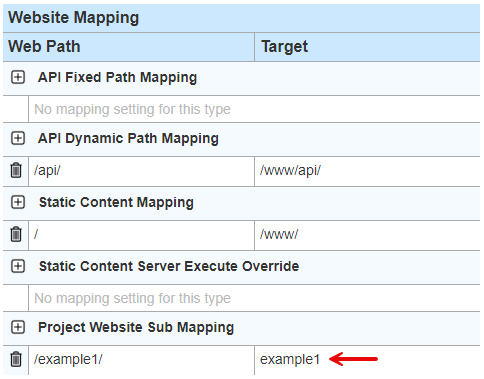 Website Mapping
Web Path Target
API Fixed Path Mapping
No mapping setting for this type
API Dynamic Path Mapping
/api/ /www/api/
Static Content Mapping
/ /www/
Static Content Server Execute Override
No mapping setting for this type
Project Website Sub Mapping
/example1/ example1